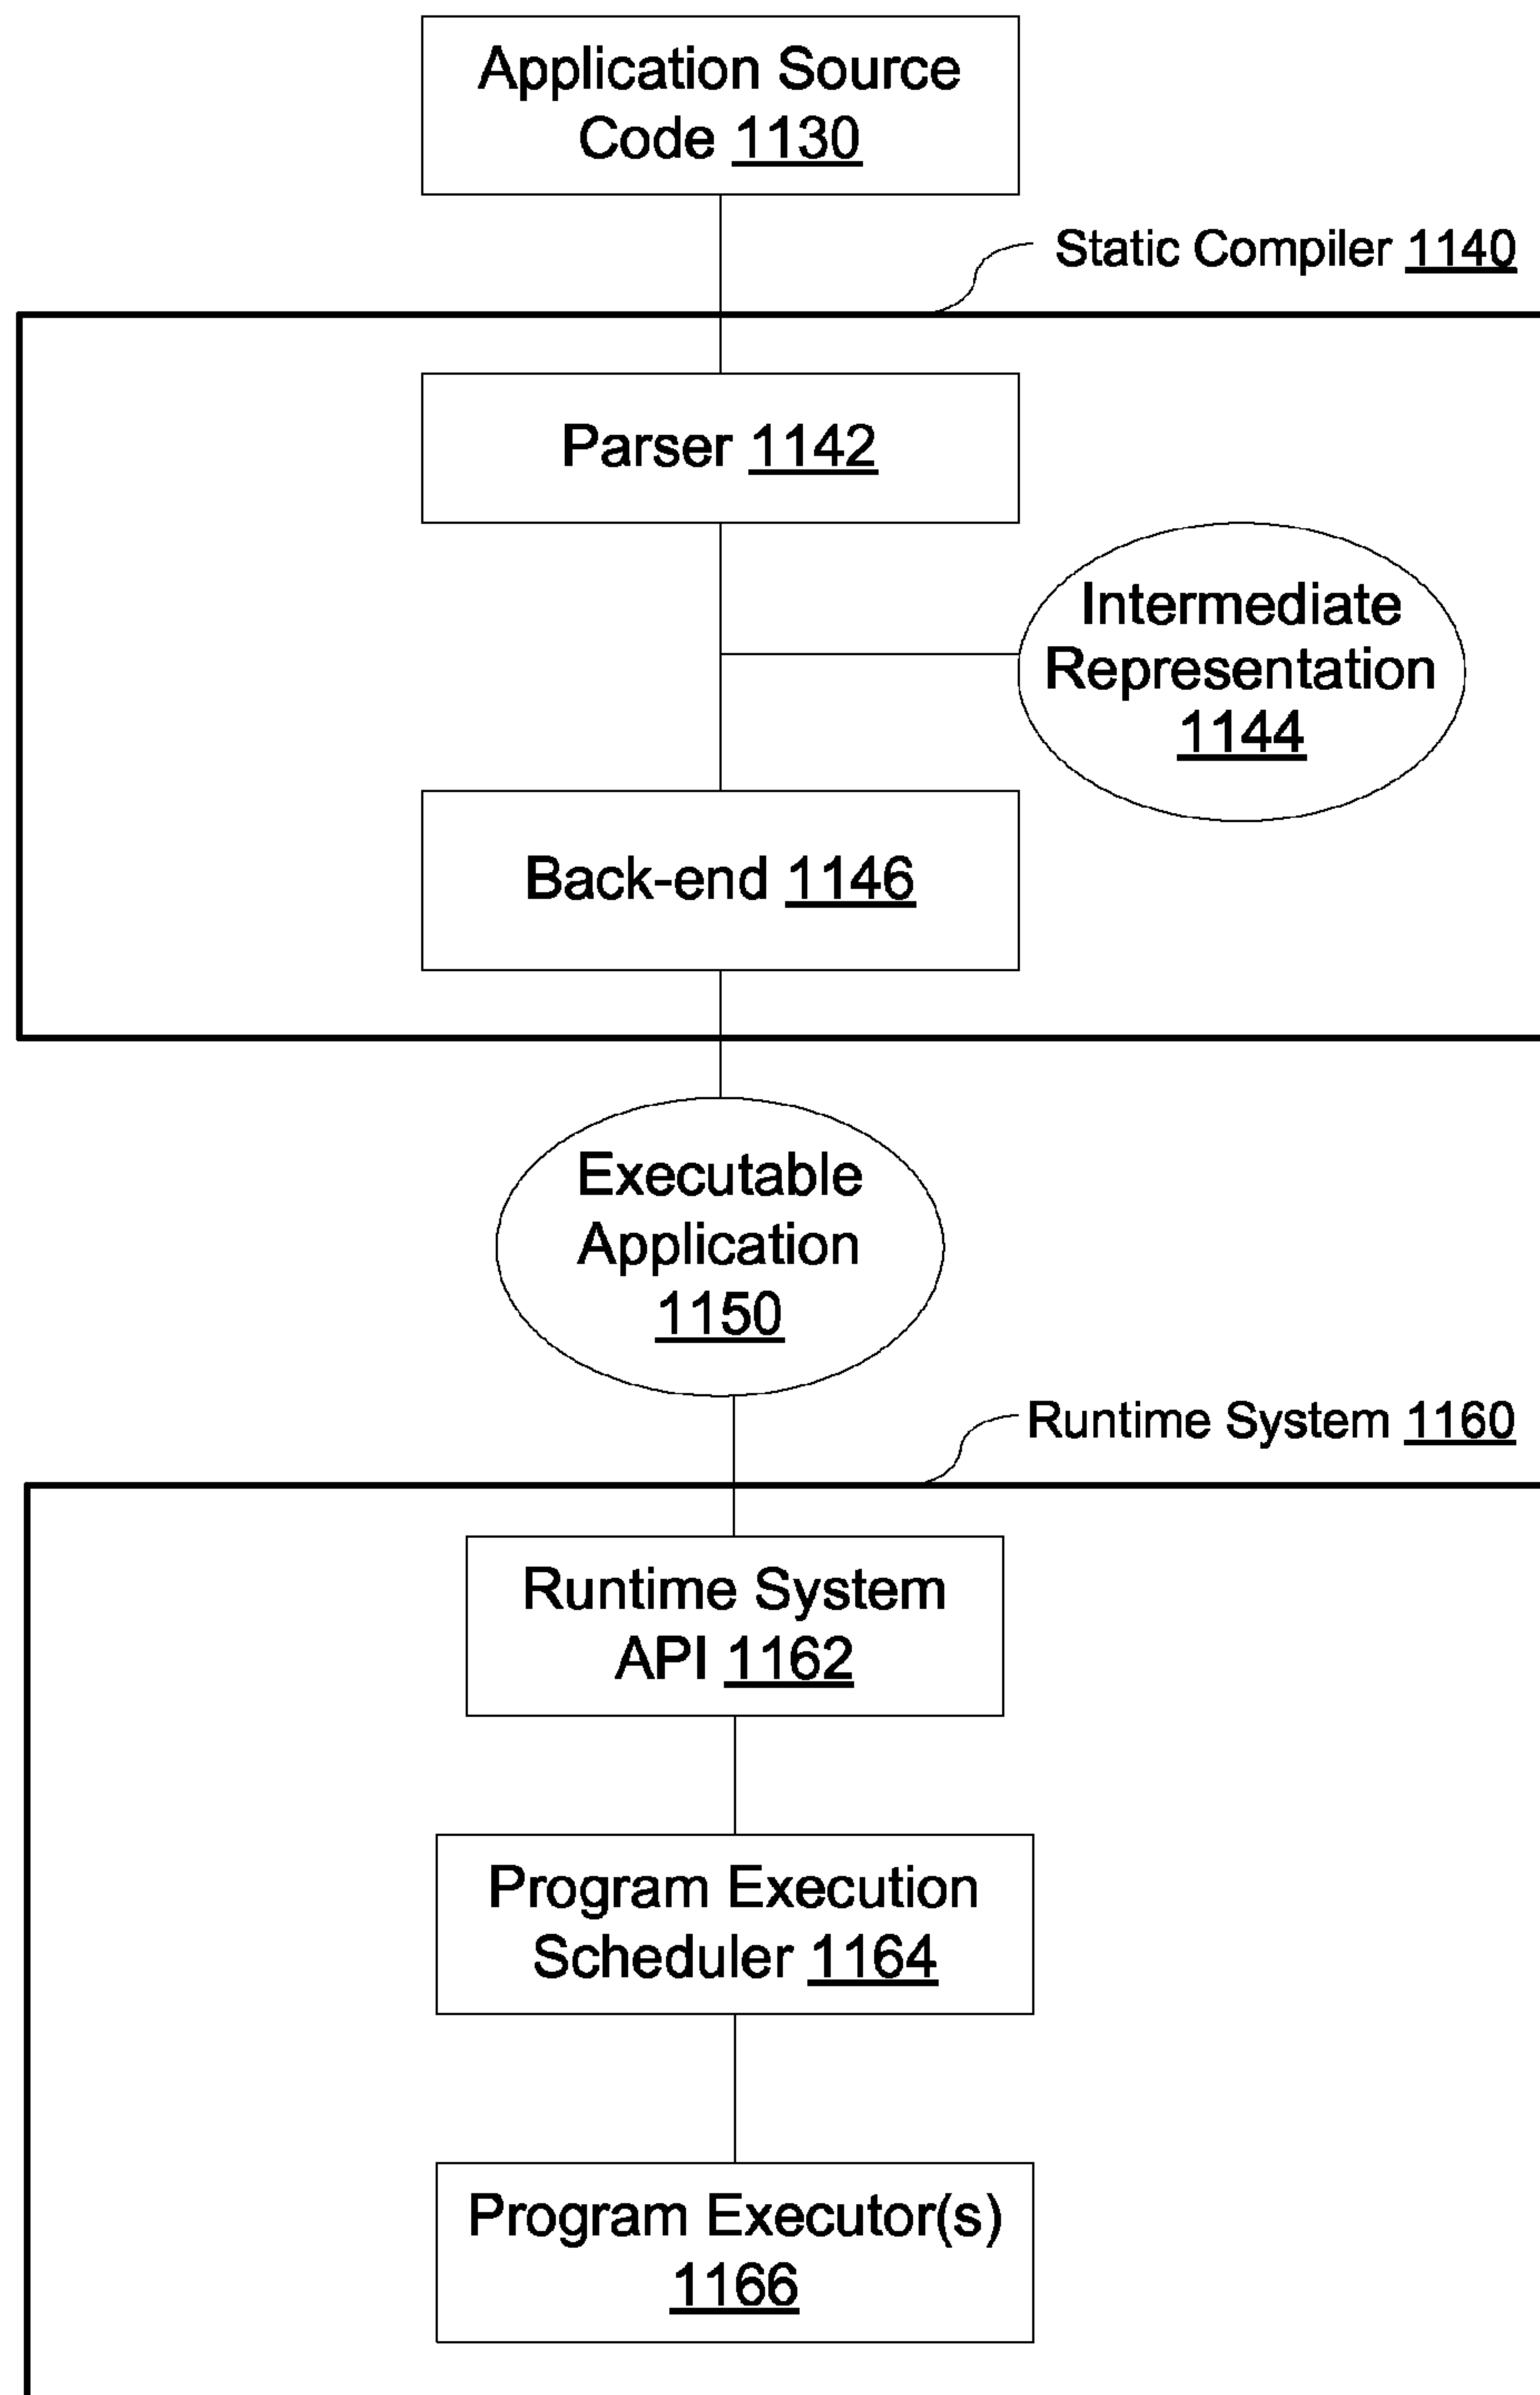 Application Source
Code 1130
Static Compiler 1140
Parser 1142
Intermediate
Representation
1144
Back-end 1146
Executable
Application
1150
Runtime System 1160
Runtime System
API 1162
Program Execution
Scheduler 1164
Program Executor(s)
1166